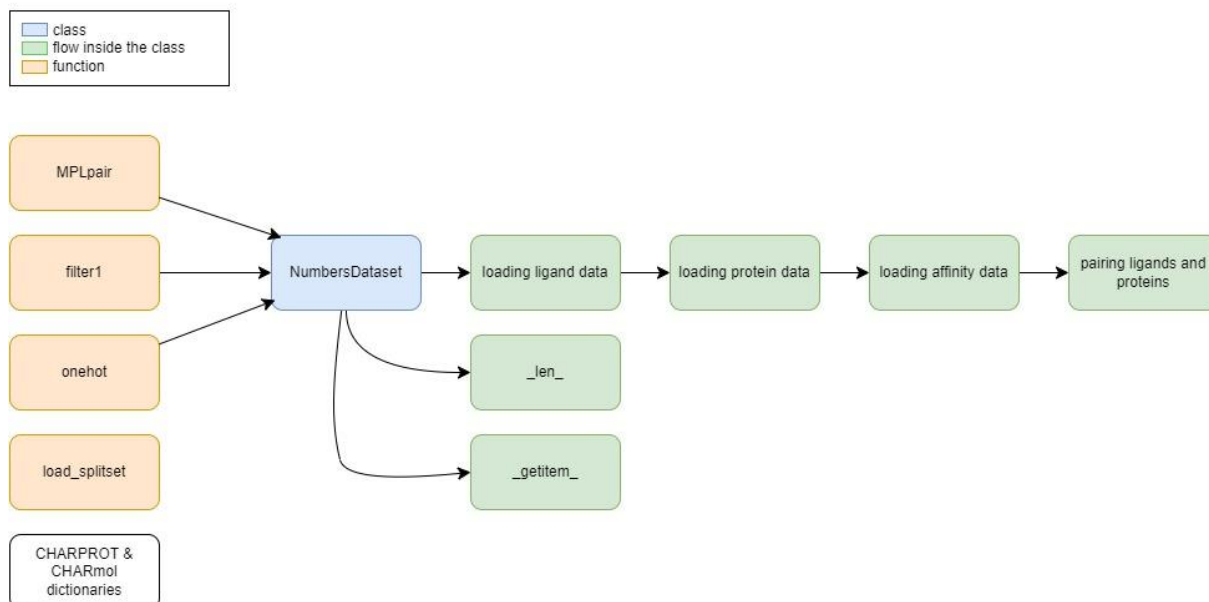 class
flow inside the class
function
MPLpair
filter1
NumbersDataset
loading ligand data
loading protein data
loading affinity data
pairing ligands and
proteins
onehot
_len_
load_splitset
_getitem_
CHARPROT &
CHARmol
dictionaries